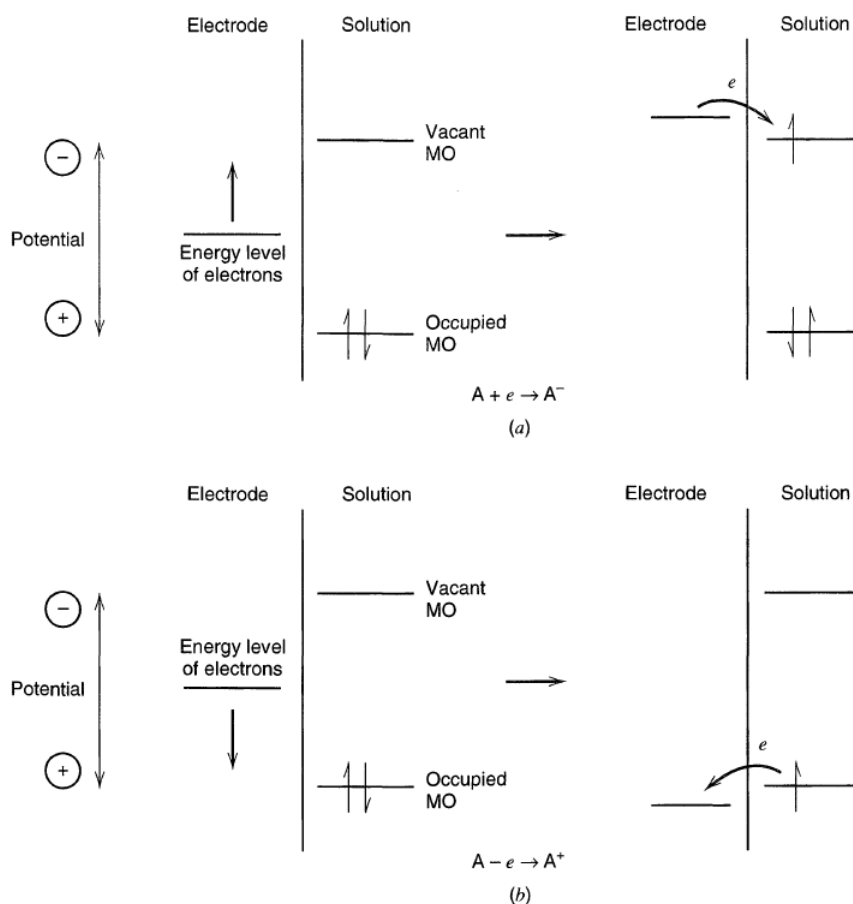 Electrode
Solution
Electrode
Solution
e
Vacant
MO
−
Potential
Energy level
of electrons
+
Occupied
MO
A + e → A⁻
(a)
Electrode
Solution
Electrode
Solution
Vacant
MO
−
Energy level
of electrons
Potential
e
+
Occupied
MO
A − e → A⁺
(b)